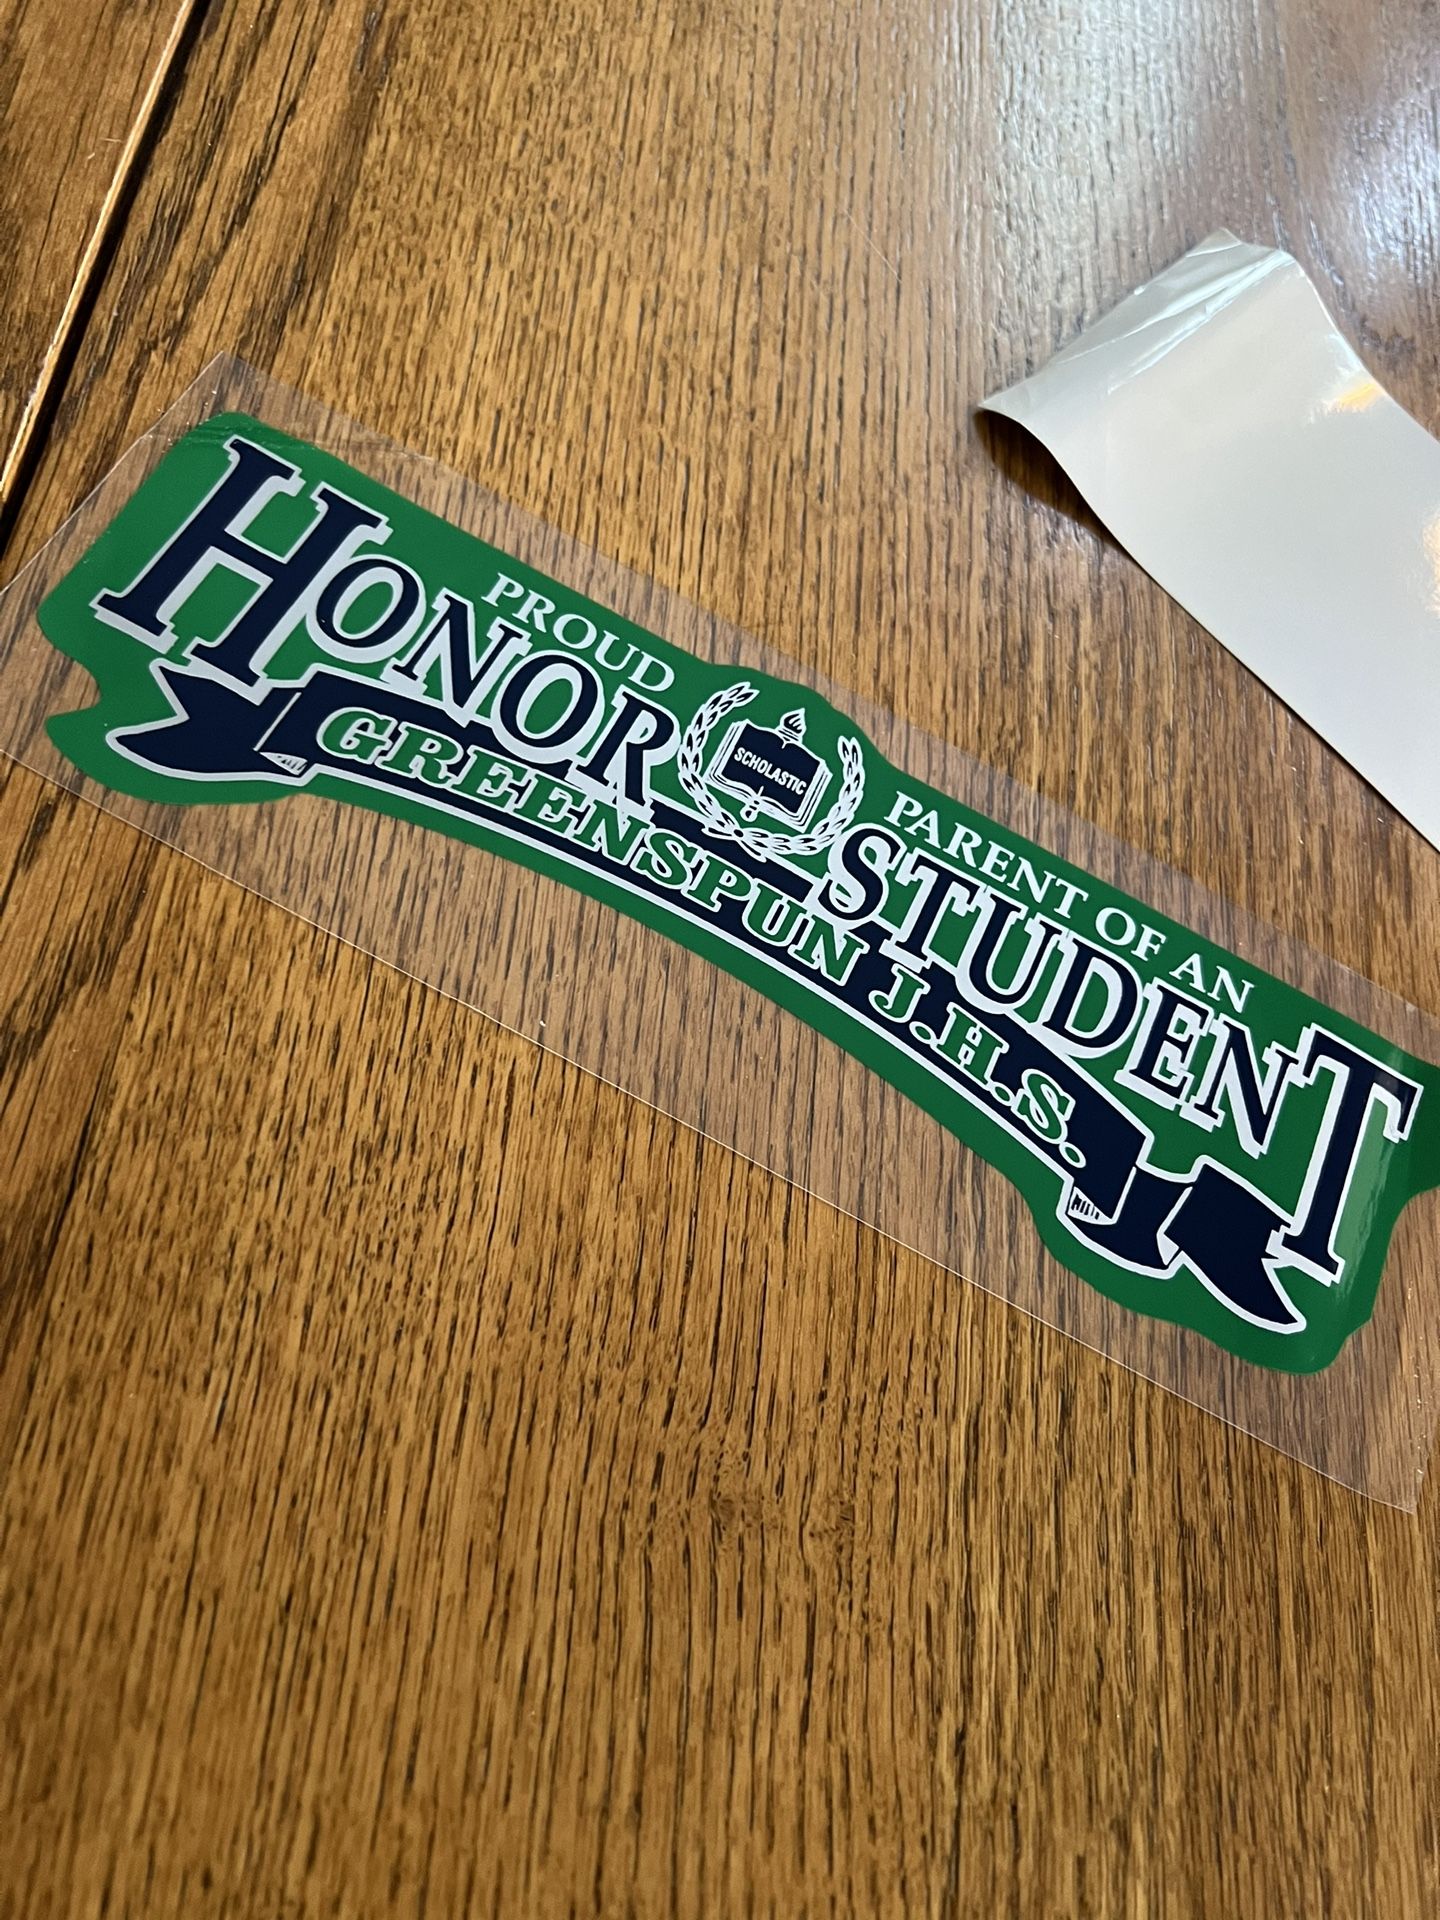 PROUD PARENT OF AN
HONOR STUDENT
SCHOLASTIC
GREENSPUN J.H.S.